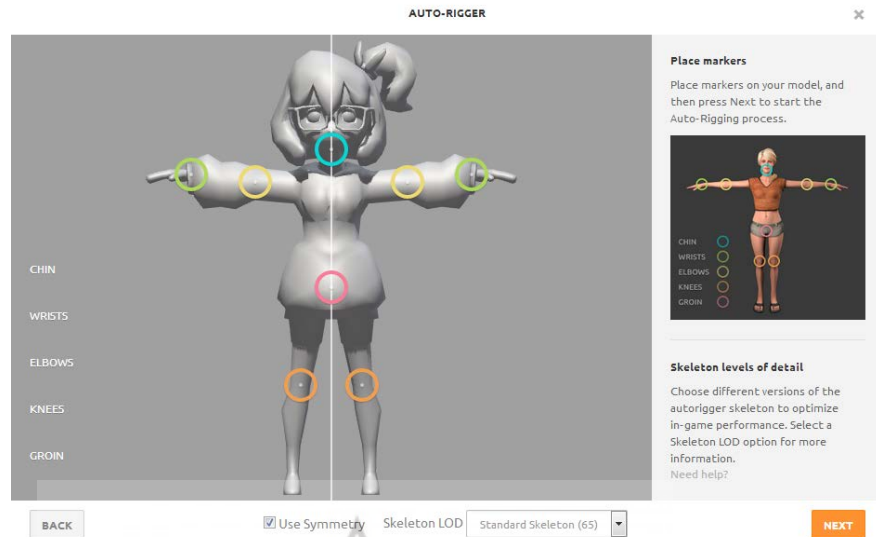 AUTO-RIGGER
Place markers
Place markers on your model, and
then press Next to start the
Auto-Rigging process.
CHIN
WRISTS
ELBOWS
KNEES
GROIN
CHIN
WRISTS
ELBOWS
KNEES
GROIN
Skeleton levels of detail
Choose different versions of the
autorigger skeleton to optimize
in-game performance. Select a
Skeleton LOD option for more
information.
Need help?
BACK
Use Symmetry
Skeleton LOD
Standard Skeleton (65)
NEXT